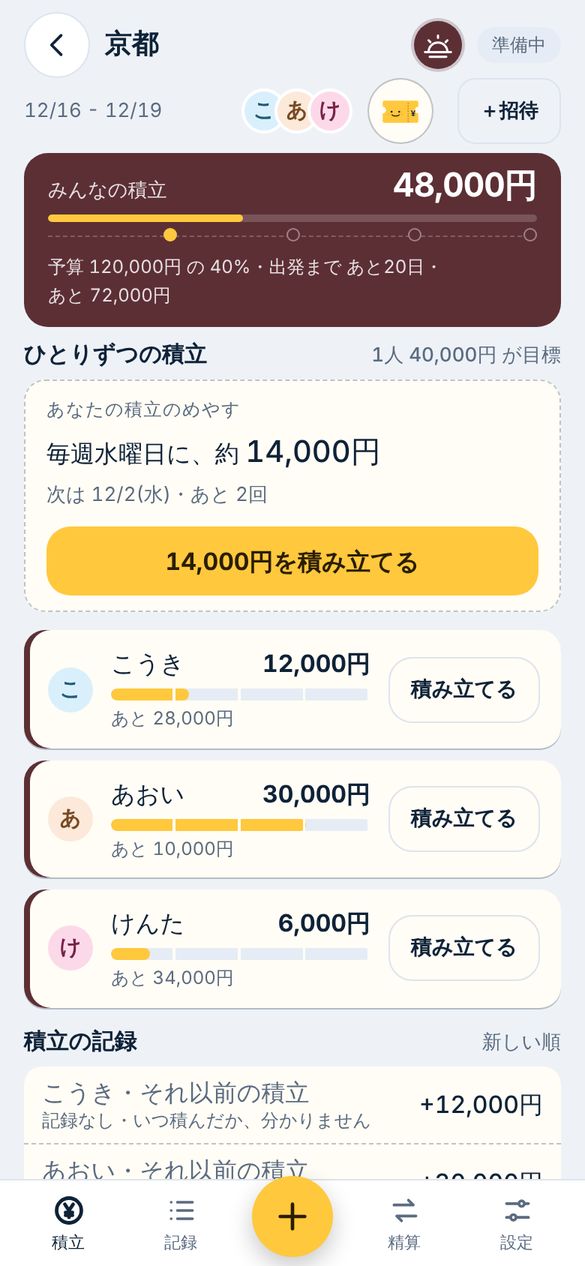 京都
準備中
12/16 - 12/19
こ あ け
¥
+招待
みんなの積立
48,000円
予算 120,000円 の 40%・出発まで あと20日・
あと 72,000円
ひとりずつの積立
1人 40,000円 が目標
あなたの積立のめやす
毎週水曜日に、約 14,000円
次は 12/2(水)・あと 2回
14,000円を積み立てる
こ
こうき
12,000円
あと 28,000円
積み立てる
あ
あおい
30,000円
あと 10,000円
積み立てる
け
けんた
6,000円
あと 34,000円
積み立てる
積立の記録
新しい順
こうき・それ以前の積立
+12,000円
記録なし・いつ積んだか、分かりません
あおい・それ以前の積立
¥
+
積立
記録
精算
設定